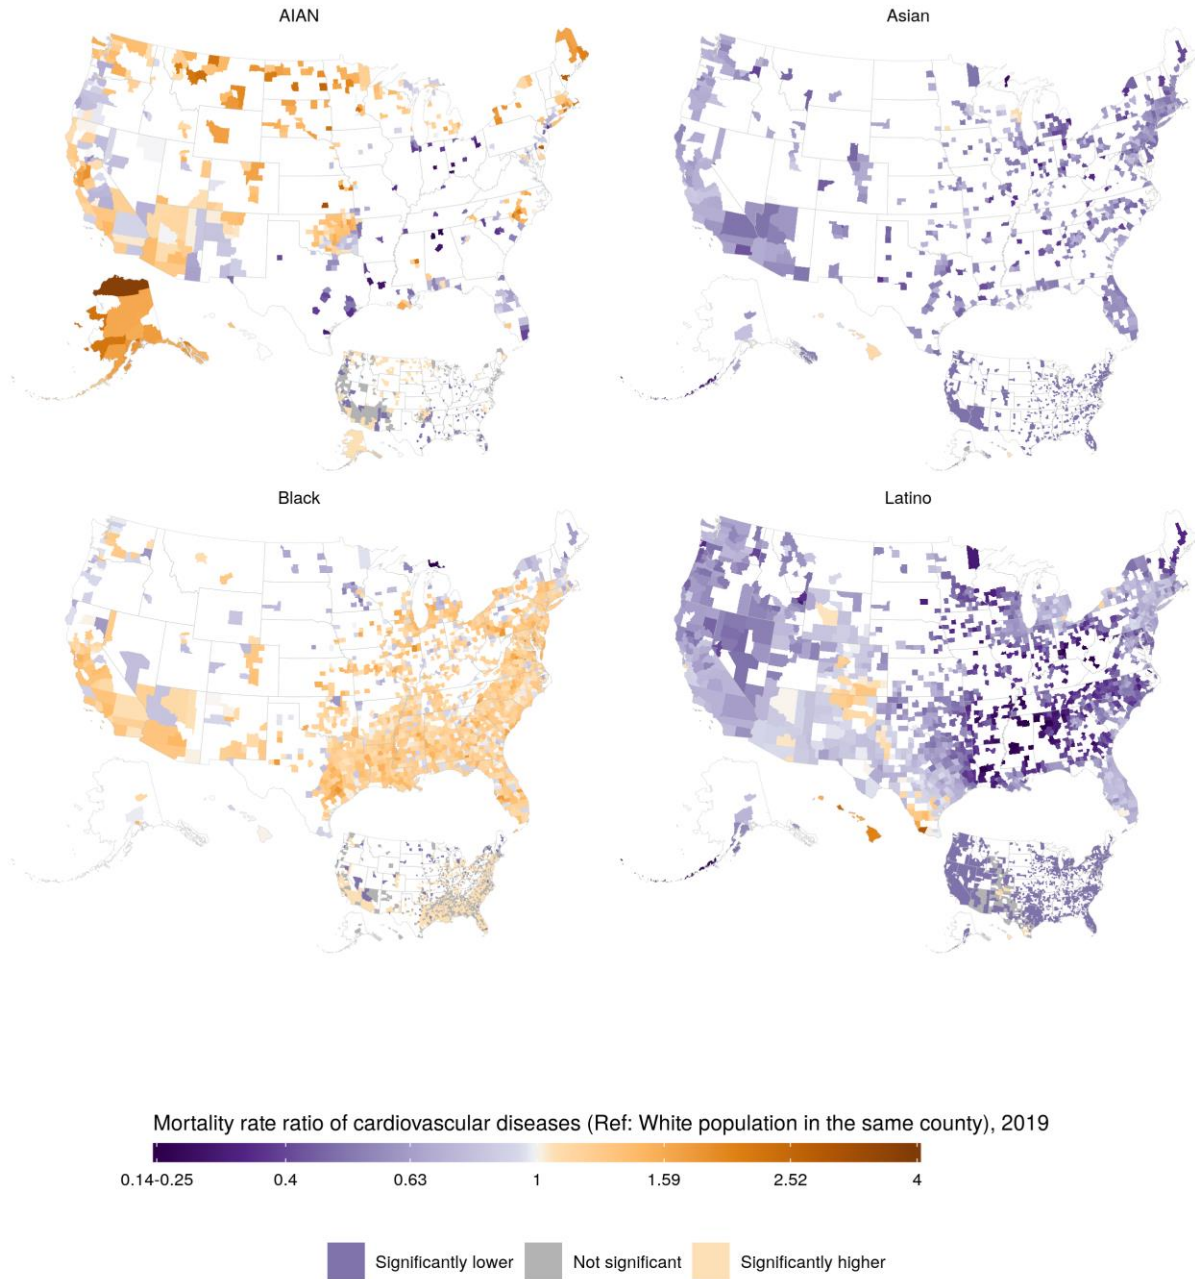 AIAN
Asian
Black
Latino
Mortality rate ratio of cardiovascular diseases (Ref: White population in the same county), 2019
0.14-0.25 0.4 0.63 1 1.59 2.52 4
Significantly lower Not significant Significantly higher